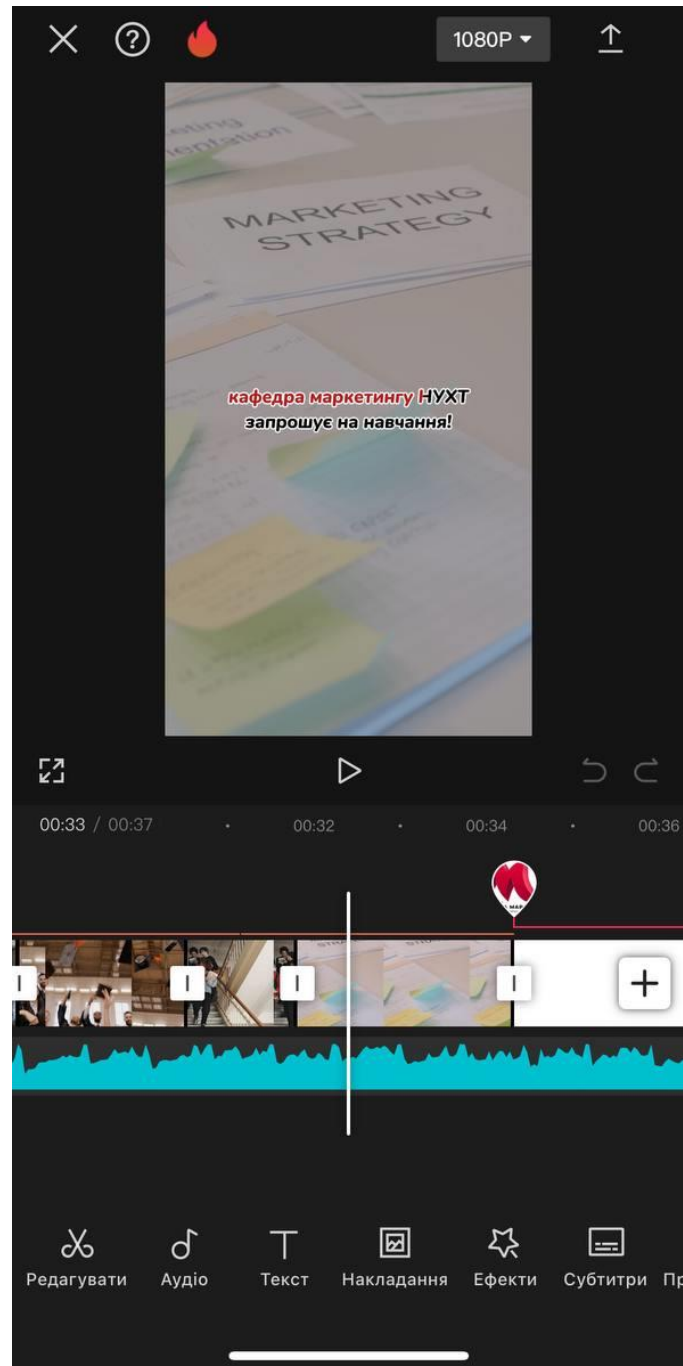 1080P
MARKETING
STRATEGY
кафедра маркетингу НУХТ
запрошує на навчання!
00:33 / 00:37
00:32
00:34
00:36
Редагувати
Аудіо
Текст
Накладання
Ефекти
Субтитри
Пр